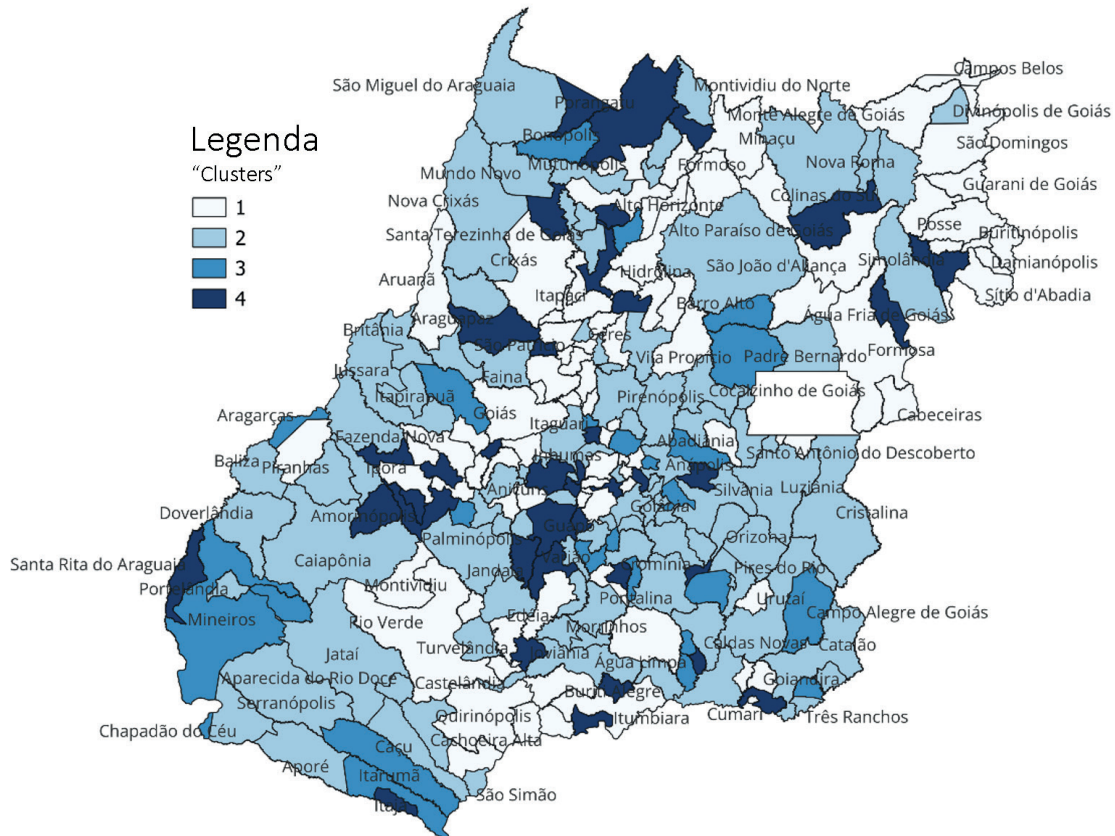 Legenda
“Clusters”
1
2
3
4
Campos Belos
São Miguel do Araguaia
Montividiu do Norte
Porangatu
Divinópolis de Goiás
Monte Alegre de Goiás
Bonópolis
Minaçu
São Domingos
Mutunópolis
Formoso
Nova Roma
Mundo Novo
Guarani de Goiás
Colinas do Sul
Nova Crixás
Alto Horizonte
Posse
Buritinópolis
Santa Terezinha de Goiás
Alto Paraíso de Goiás
Crixás
Simolândia
Damianópolis
Hidrolina
São João d'Aliança
Aruanã
Itapaci
Sítio d'Abadia
Barro Alto
Araguapaz
Água Fria de Goiás
Britânia
Ceres
São Patrício
Formosa
Vila Propício
Padre Bernardo
Jussara
Faina
Cocalzinho de Goiás
Itapirapuã
Pirenópolis
Aragarças
Goiás
Cabeceiras
Itaguari
Fazenda Nova
Abadiânia
Santo Antônio do Descoberto
Baliza
Piranhas
Iporá
Inhumas
Anápolis
Anicuns
Silvânia
Luziânia
Goiânia
Doverlândia
Cristalina
Amorinópolis
Guapó
Palminópolis
Orizona
Santa Rita do Araguaia
Caiapônia
Varjão
Cromínia
Jandaia
Pires do Rio
Portelândia
Montividiu
Pontalina
Urutaí
Mineiros
Rio Verde
Edéia
Campo Alegre de Goiás
Morrinhos
Turvelândia
Joviânia
Caldas Novas
Catalão
Jataí
Água Limpa
Aparecida do Rio Doce
Castelândia
Goiandira
Serranópolis
Buriti Alegre
Quirinópolis
Itumbiara
Cumari
Três Ranchos
Chapadão do Céu
Cachoeira Alta
Caçu
Aporé
Itarumã
São Simão
Itajá